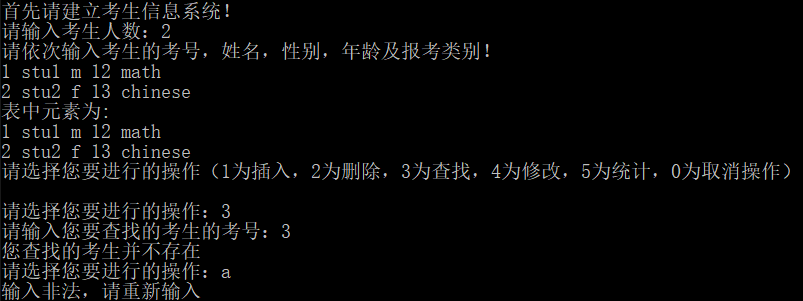 首先请建立考生信息系统！
请输入考生人数：2
请依次输入考生的考号，姓名，性别，年龄及报考类别！
1 stu1 m 12 math
2 stu2 f 13 chinese
表中元素为:
1 stu1 m 12 math
2 stu2 f 13 chinese
请选择您要进行的操作（1为插入，2为删除，3为查找，4为修改，5为统计，0为取消操作）
请选择您要进行的操作：3
请输入您要查找的考生的考号：3
您查找的考生并不存在
请选择您要进行的操作：a
输入非法，请重新输入